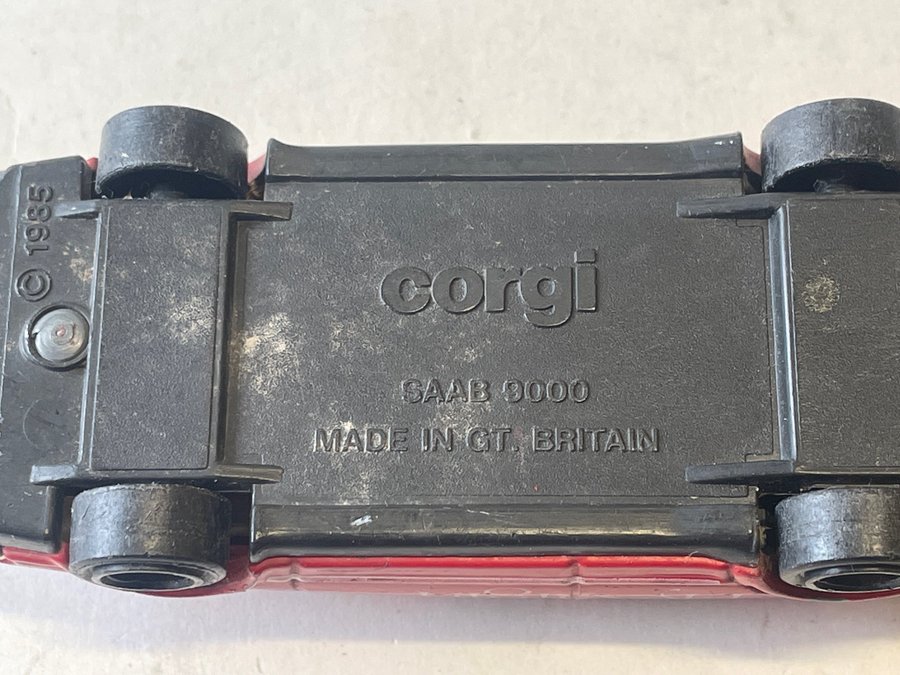 © 1985
corgi
SAAB 9000
MADE IN GT. BRITAIN